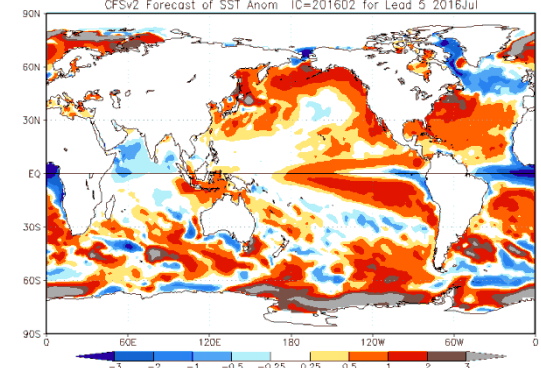 CFSv2 Forecast of SST Anom IC=201602 for Lead 5 2016Jul
90N
60N
30N
EQ
30S
60S
90S
0 60E 120E 180 120W 60W 0
-3 -2 -1 -0.5 -0.25 0.25 0.5 1 2 3